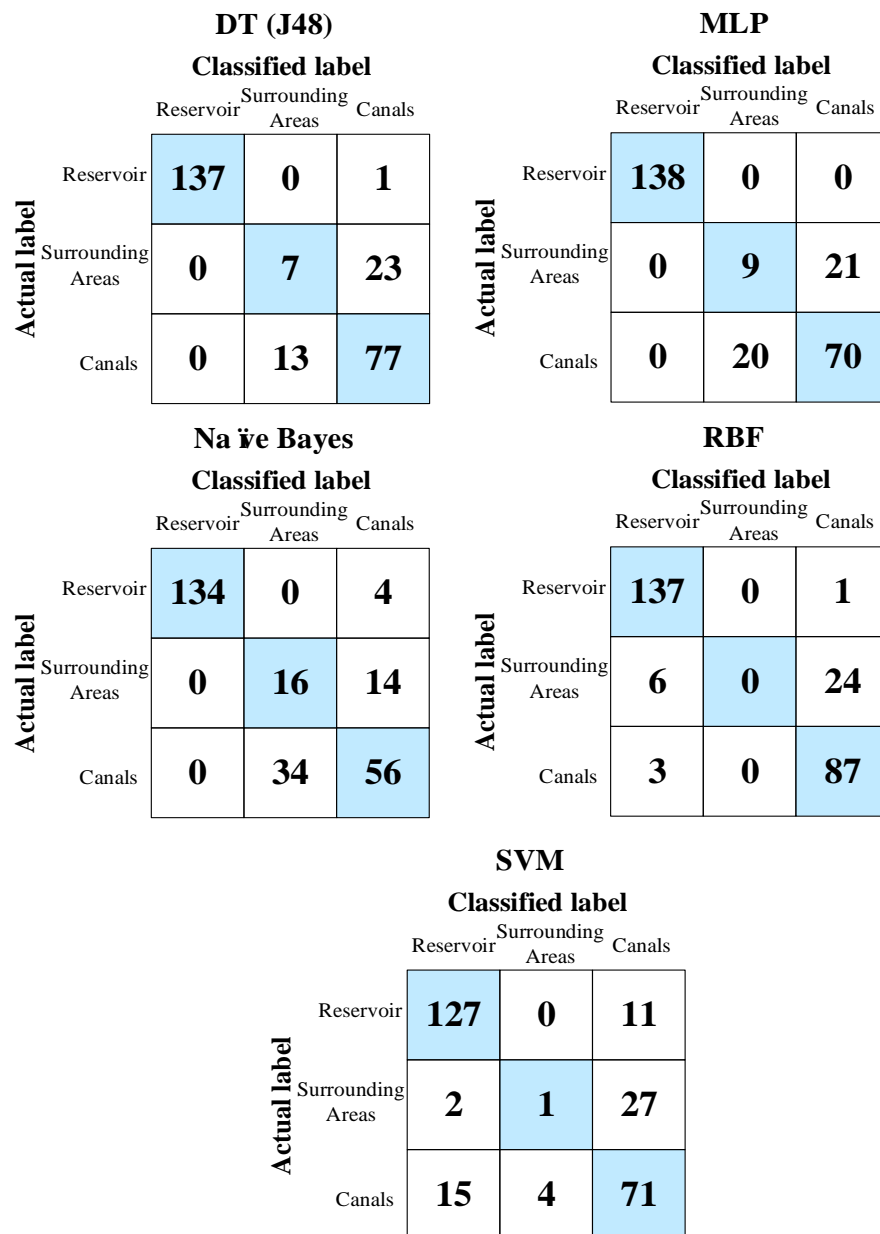 DT (J48)
Classified label
Reservoir Surrounding Areas Canals
Actual label
Reservoir 137 0 1
Surrounding Areas 0 7 23
Canals 0 13 77
MLP
Classified label
Reservoir Surrounding Areas Canals
Actual label
Reservoir 138 0 0
Surrounding Areas 0 9 21
Canals 0 20 70
Naïve Bayes
Classified label
Reservoir Surrounding Areas Canals
Actual label
Reservoir 134 0 4
Surrounding Areas 0 16 14
Canals 0 34 56
RBF
Classified label
Reservoir Surrounding Areas Canals
Actual label
Reservoir 137 0 1
Surrounding Areas 6 0 24
Canals 3 0 87
SVM
Classified label
Reservoir Surrounding Areas Canals
Actual label
Reservoir 127 0 11
Surrounding Areas 2 1 27
Canals 15 4 71